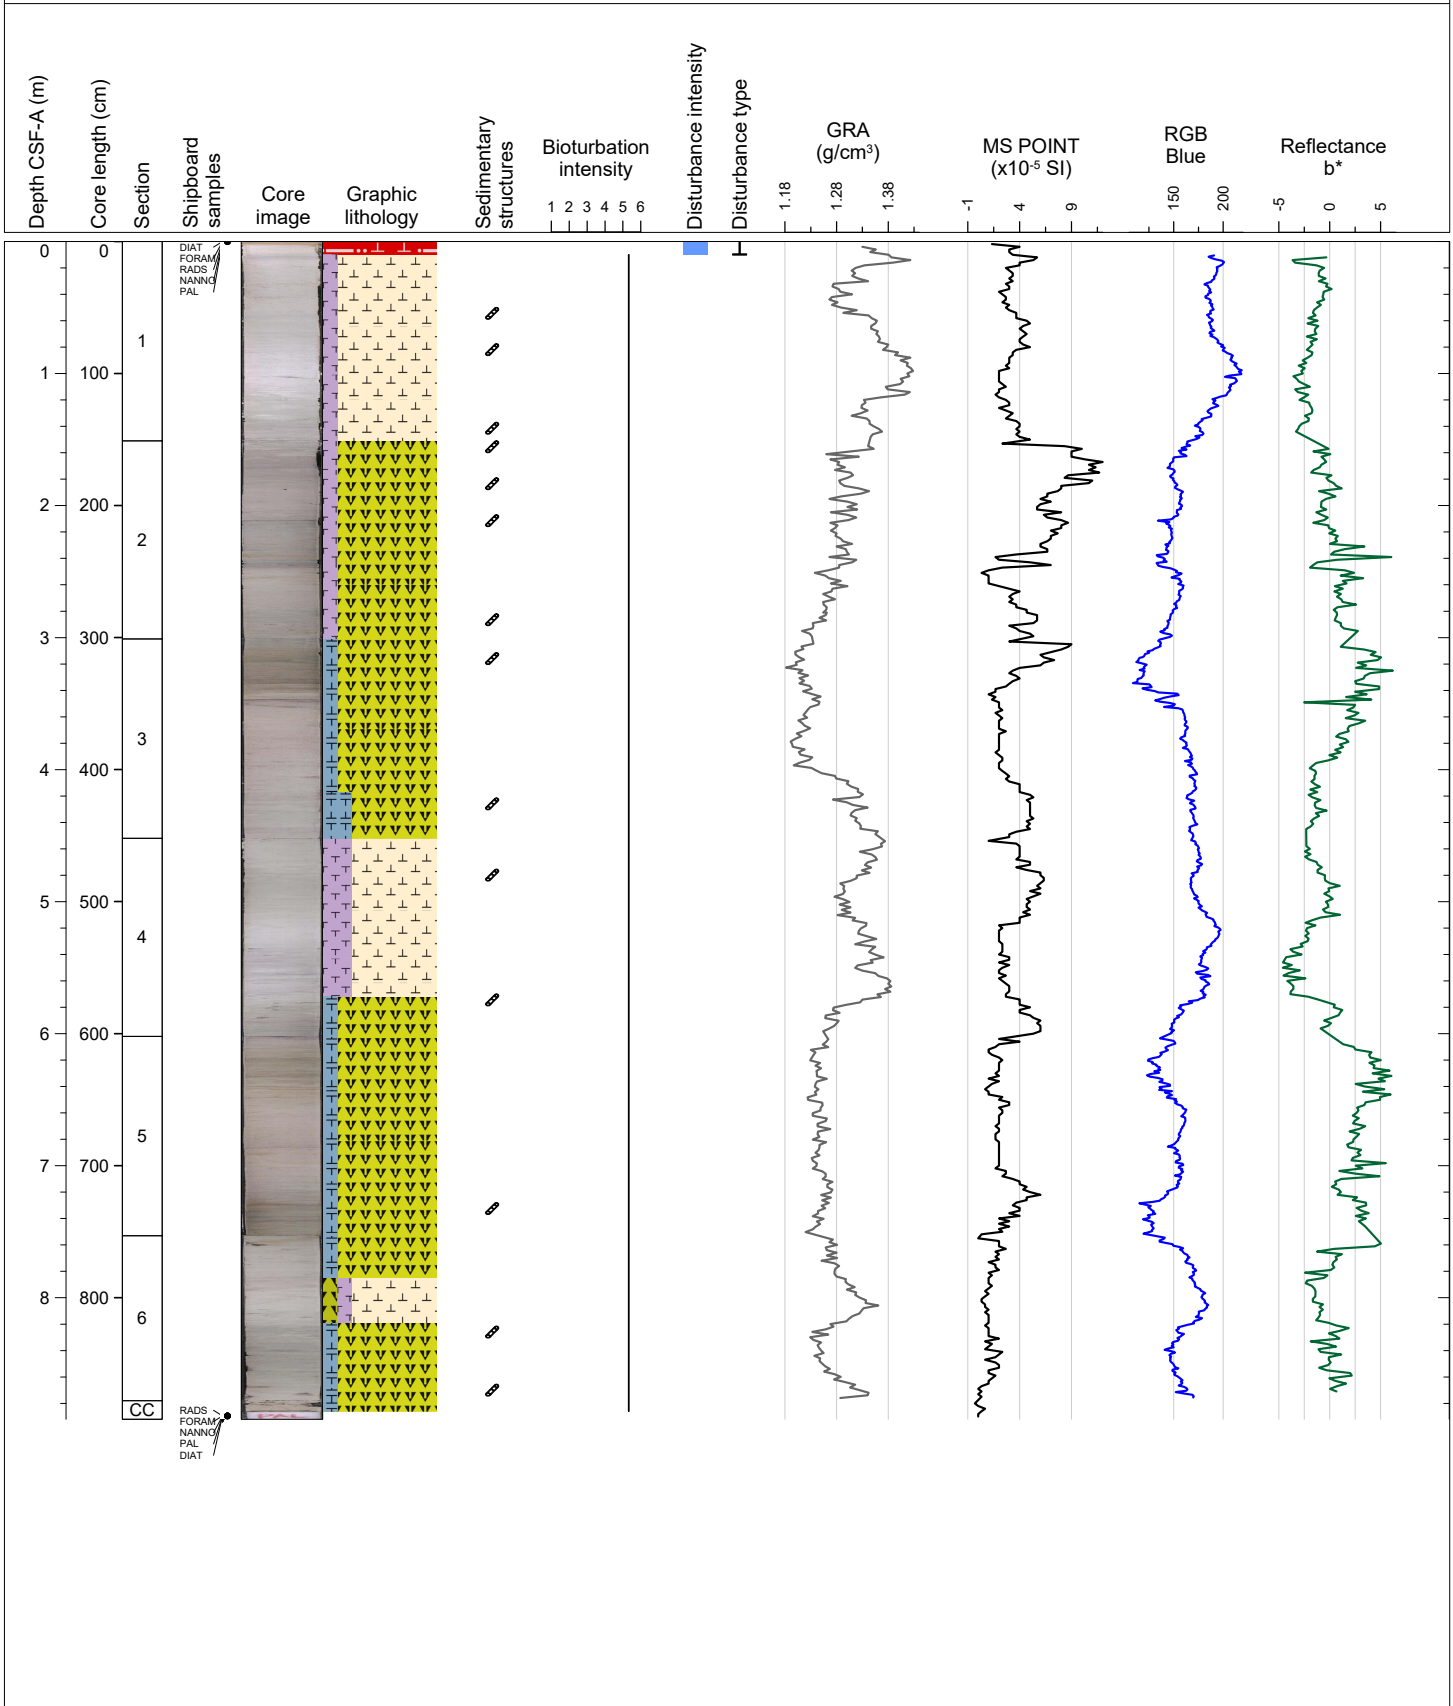 Depth CSF-A (m)
Core length (cm)
Section
Shipboard
samples
Core
image
Graphic
lithology
Sedimentary
structures
Bioturbation
intensity
1 2 3 4 5 6
Disturbance intensity
Disturbance type
GRA
(g/cm³)
1.18 1.28 1.38
MS POINT
(x10⁻⁵ SI)
-1 4 9
RGB
Blue
150 200
Reflectance
b*
-5 0 5
0 0
DIAT
FORAM
RADS
NANNO
PAL
1
1 100
2 200
2
3 300
3
4 400
5 500
4
6 600
5
7 700
8 800
6
CC
RADS
FORAM
NANNO
PAL
DIAT